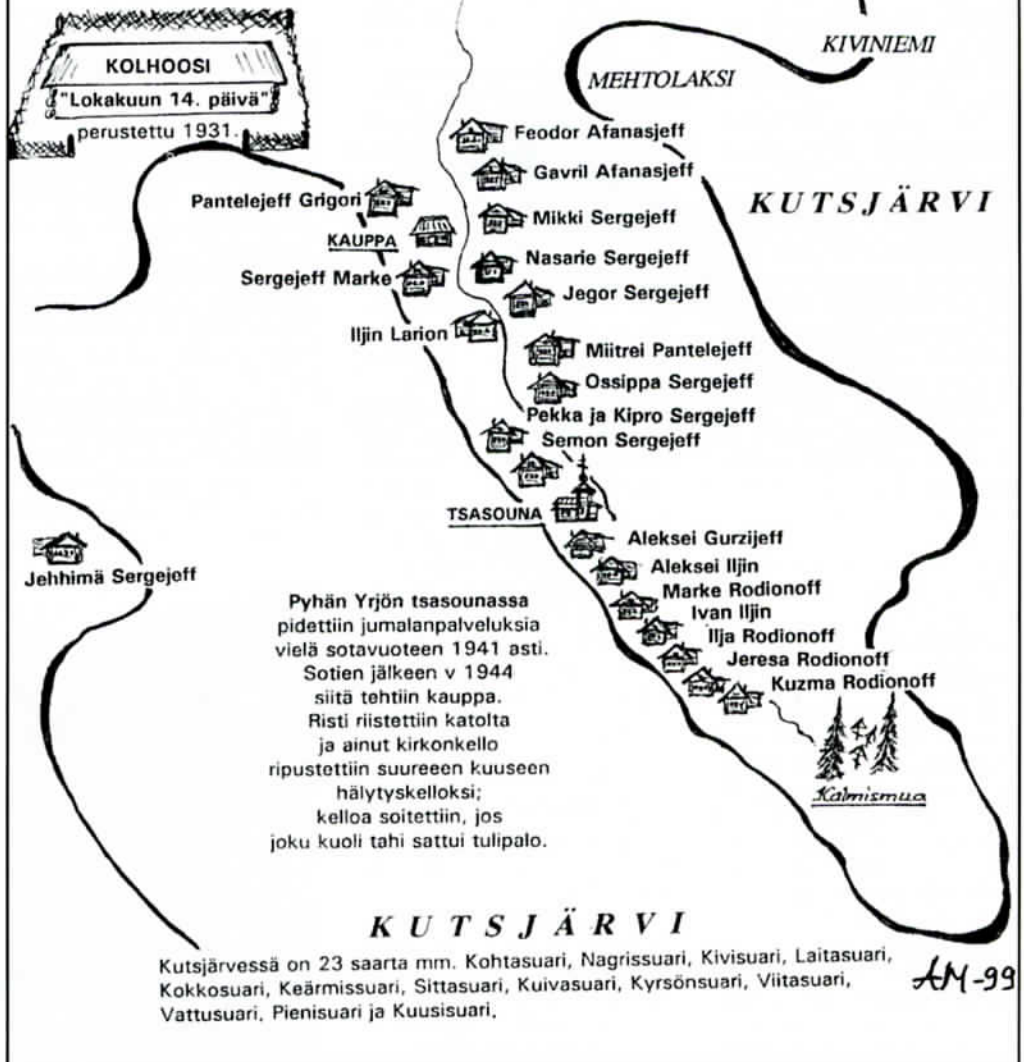 KOLHOOSI
"Lokakuun 14. päivä"
perustettu 1931.
KIVINIEMI
MEHTOLAKSI
Feodor Afanasjeff
Gavril Afanasjeff
KUTSJÄRVI
Pantelejeff Grigori
Mikki Sergejeff
KAUPPA
Nasarie Sergejeff
Sergejeff Marke
Jegor Sergejeff
Iljin Larion
Miitrei Pantelejeff
Ossippa Sergejeff
Pekka ja Kipro Sergejeff
Semon Sergejeff
TSASOUNA
Aleksei Gurzijeff
Aleksei Iljin
Jehhimä Sergejeff
Marke Rodionoff
Ivan Iljin
Ilja Rodionoff
Jeresa Rodionoff
Kuzma Rodionoff
Kalmismua
Pyhän Yrjön tsasounassa
pidettiin jumalanpalveluksia
vielä sotavuoteen 1941 asti.
Sotien jälkeen v 1944
siitä tehtiin kauppa.
Risti riistettiin katolta
ja ainut kirkonkello
ripustettiin suureeen kuuseen
hälytyskelloksi;
kelloa soitettiin, jos
joku kuoli tahi sattui tulipalo.
KUTSJÄRVI
Kutsjärvessä on 23 saarta mm. Kohtasuari, Nagrissuari, Kivisuari, Laitasuari,
Kokkosuari, Keärmissuari, Sittasuari, Kuivasuari, Kyrsönsuari, Viitasuari,
Vattusuari, Pienisuari ja Kuusisuari.
AM-99